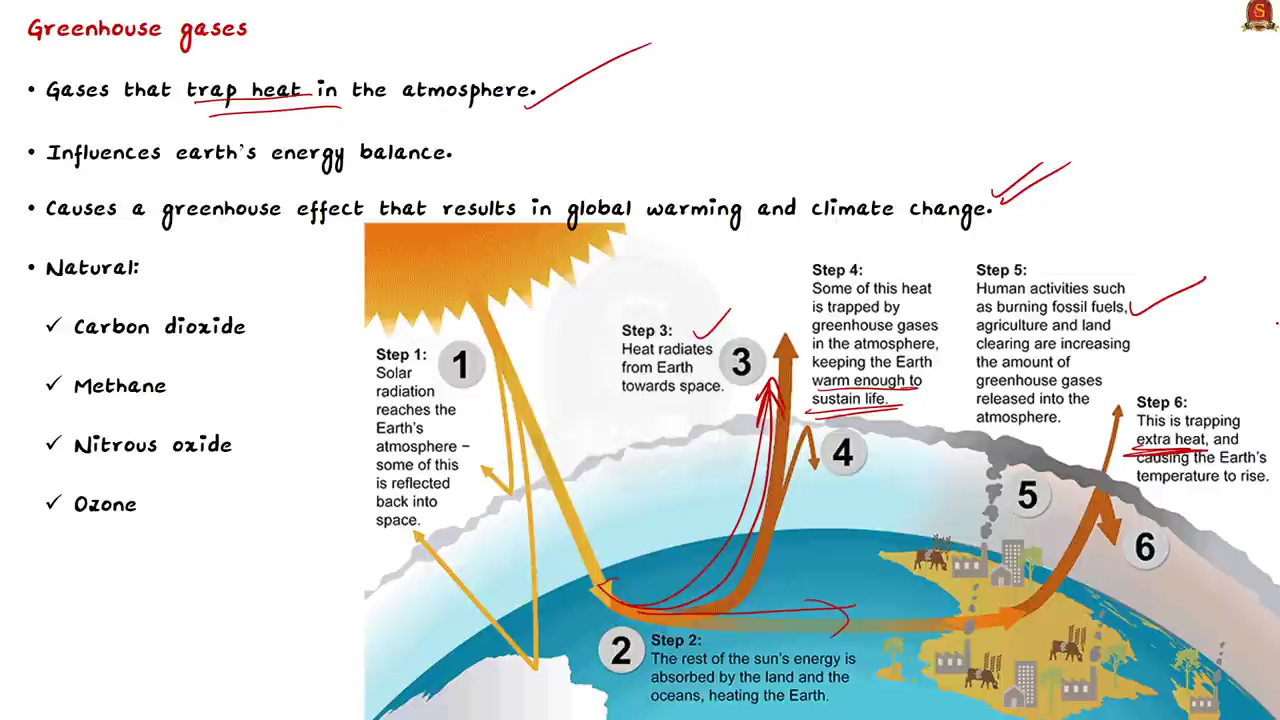 Greenhouse gases
• Gases that trap heat in the atmosphere.
• Influences earth's energy balance.
• Causes a greenhouse effect that results in global warming and climate change.
• Natural:
✓ Carbon dioxide
✓ Methane
✓ Nitrous oxide
✓ Ozone
Step 1:
Solar
radiation
reaches the
Earth's
atmosphere –
some of this
is reflected
back into
space.
1
2
Step 2:
The rest of the sun's energy is
absorbed by the land and the
oceans, heating the Earth.
Step 3:
Heat radiates
from Earth
towards space.
3
Step 4:
Some of this heat
is trapped by
greenhouse gases
in the atmosphere,
keeping the Earth
warm enough to
sustain life.
4
Step 5:
Human activities such
as burning fossil fuels,
agriculture and land
clearing are increasing
the amount of
greenhouse gases
released into the
atmosphere.
5
Step 6:
This is trapping
extra heat, and
causing the Earth's
temperature to rise.
6
S